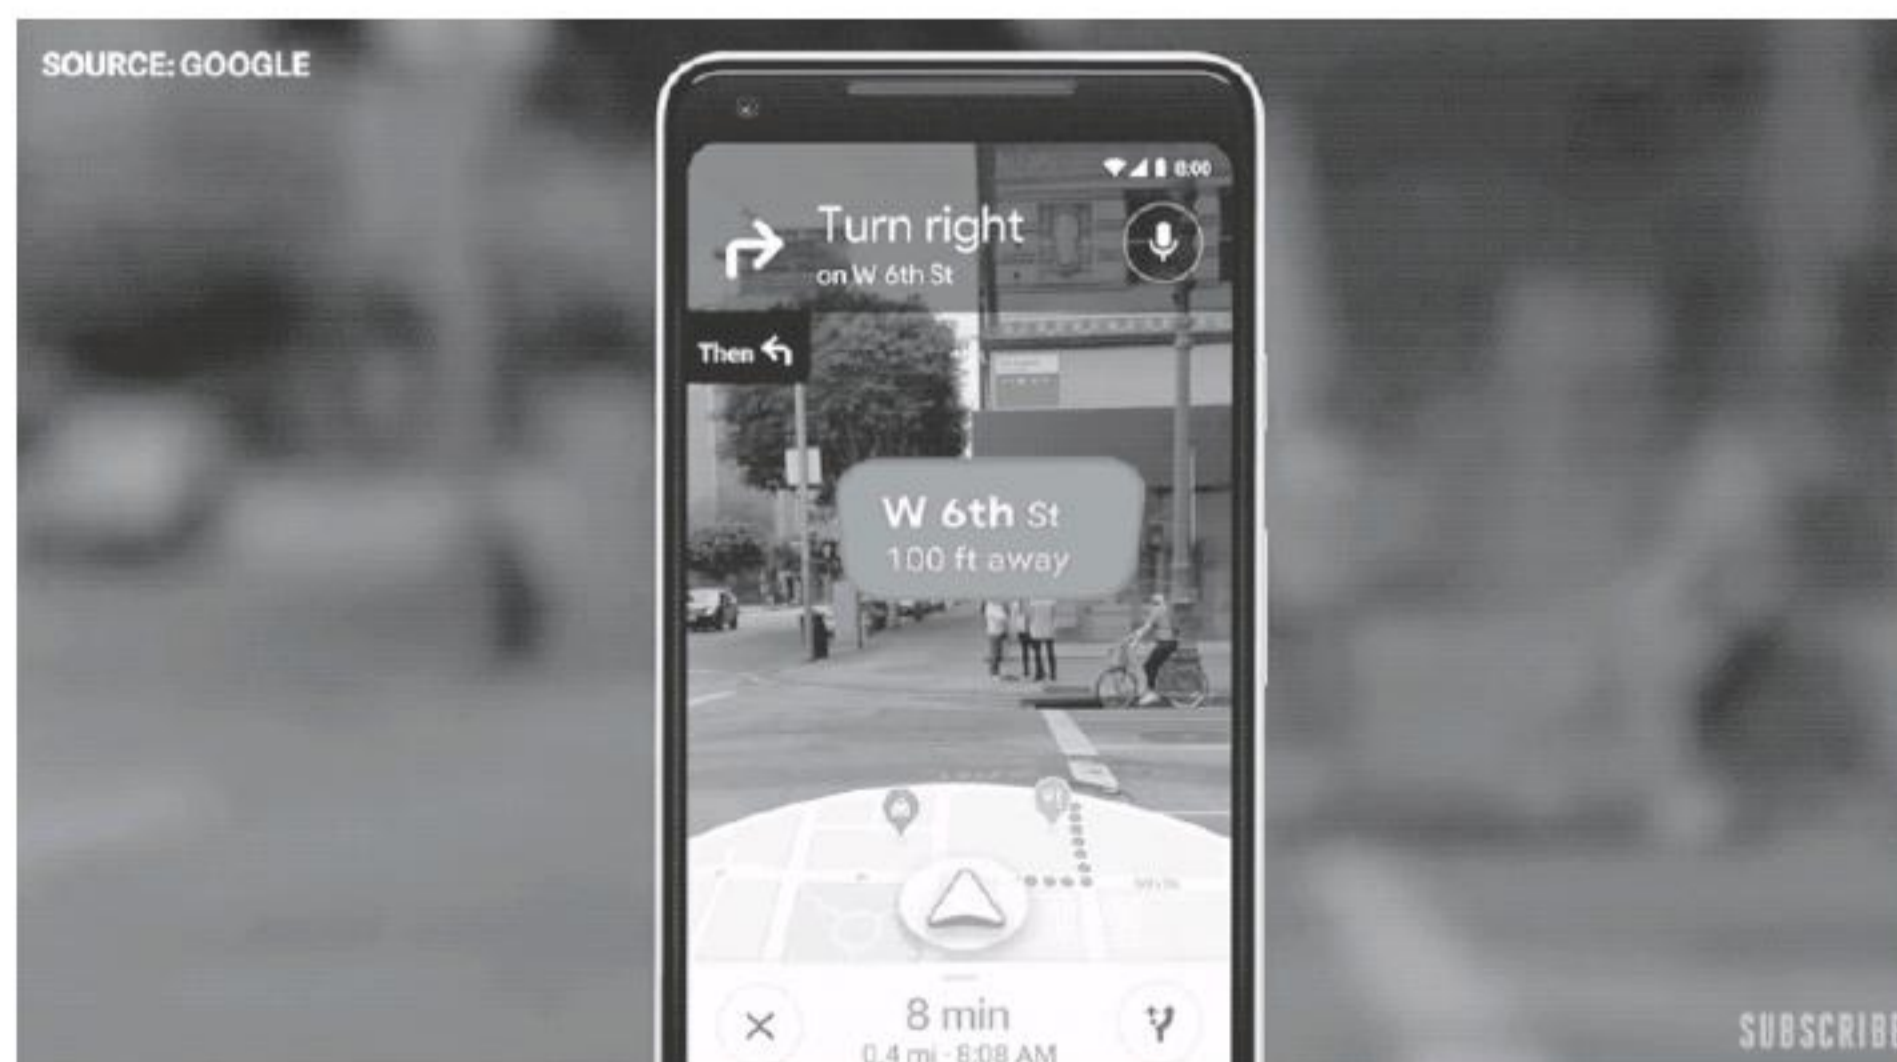 SOURCE: GOOGLE
8:00
Turn right
on W 6th St
Then
W 6th St
100 ft away
8 min
0.4 mi · 8:08 AM
SUBSCRIBE